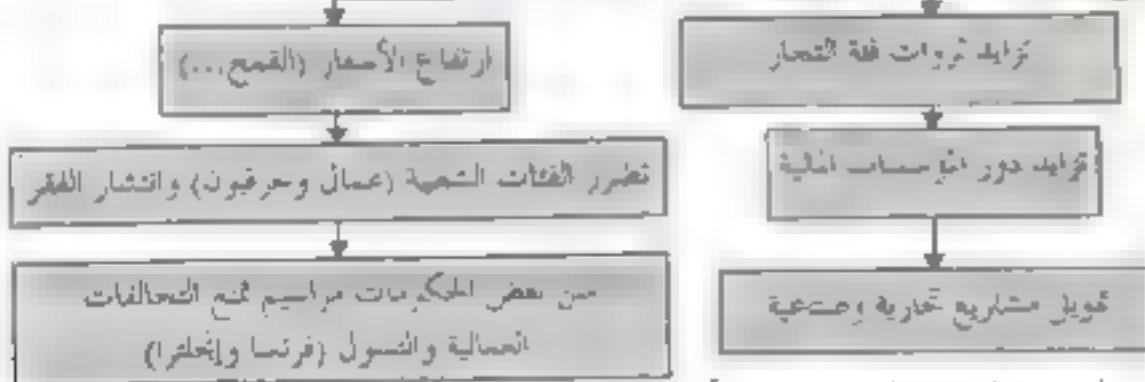 تزايد ثروات فئة التجار
تزايد دور المؤسسات المالية
تمويل مشاريع تجارية وصناعية
ارتفاع الأسعار (القمح...)
تضرر الفئات الشعبية (عمال وحرفيون) وانتشار الفقر
سن بعض الحكومات مراسيم تمنع التحالفات
العمالية والتسول (فرنسا وإنجلترا)